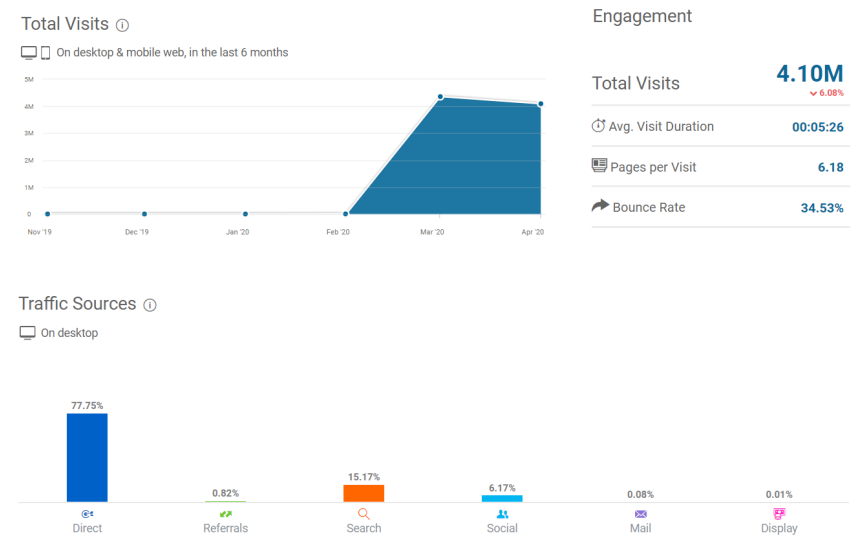 Total Visits
On desktop & mobile web, in the last 6 months
5M
4M
3M
2M
1M
0
Nov '19 Dec '19 Jan '20 Feb '20 Mar '20 Apr '20
Engagement
Total Visits 4.10M
6.08%
Avg. Visit Duration 00:05:26
Pages per Visit 6.18
Bounce Rate 34.53%
Traffic Sources
On desktop
77.75% 0.82% 15.17% 6.17% 0.08% 0.01%
Direct Referrals Search Social Mail Display